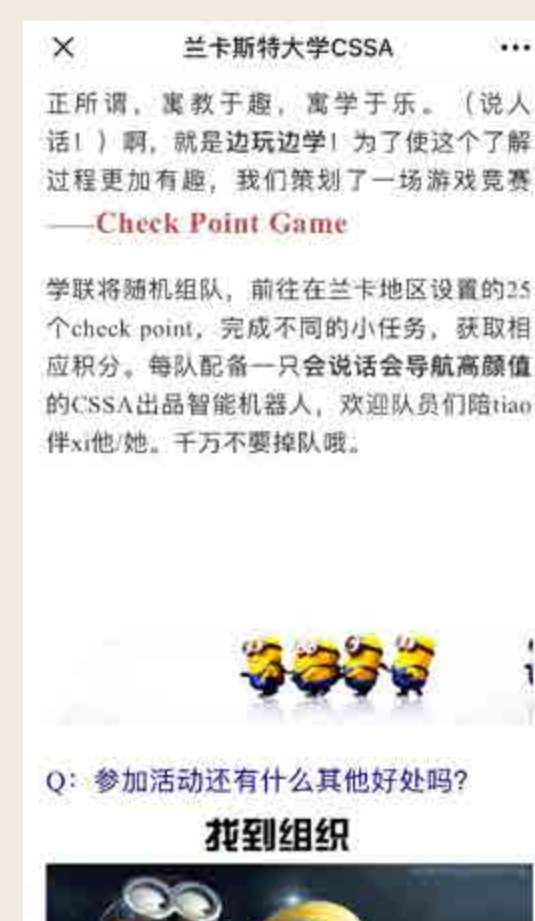 兰卡斯特大学CSSA
正所谓，寓教于趣，寓学于乐。（说人
话！）啊，就是边玩边学！为了使这个了解
过程更加有趣，我们策划了一场游戏竞赛
——Check Point Game
学联将随机组队，前往在兰卡地区设置的25
个check point，完成不同的小任务，获取相
应积分。每队配备一只会说话会导航高颜值
的CSSA出品智能机器人，欢迎队员们陪tiao
伴xi他/她。千万不要掉队哦。
Q：参加活动还有什么其他好处吗？
找到组织